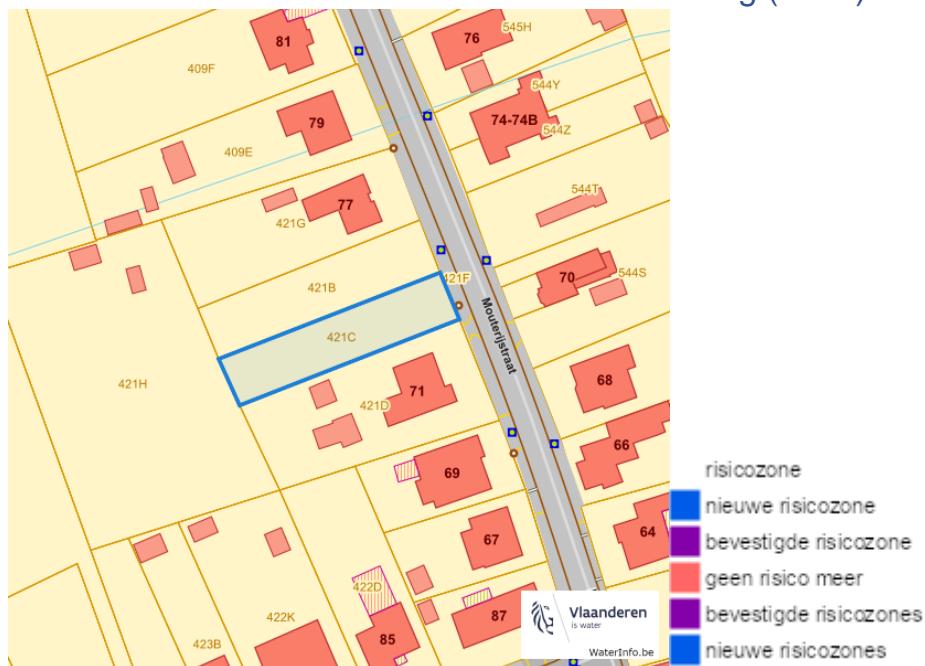 81
76
545H
409F
544Y
79
74-74B
544Z
409E
544T
77
421G
421F
544S
70
421B
Mouterijstraat
421C
68
421H
71
421D
66
69
risicozone
nieuwe risicozone
67
64
bevestigde risicozone
geen risico meer
422D
422K
87
Vlaanderen
is water
bevestigde risicozones
423B
85
WaterInfo.be
nieuwe risicozones